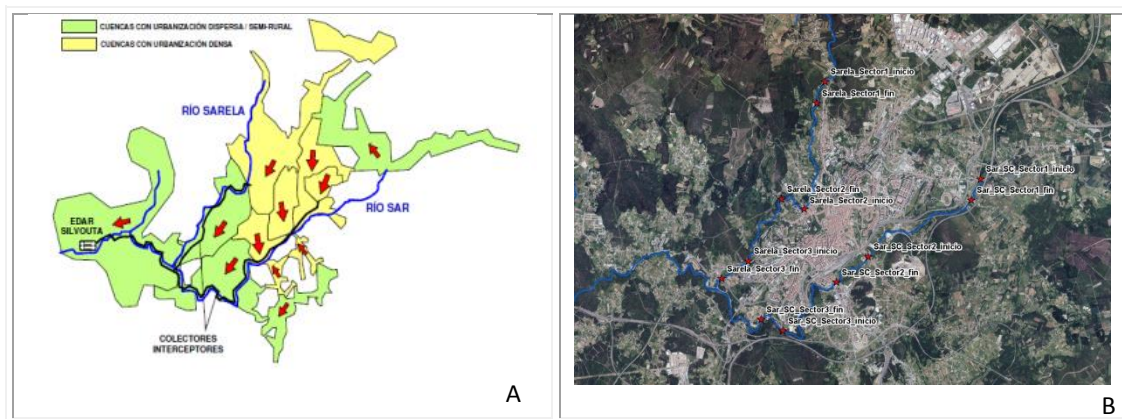 CUENCAS CON URBANIZACIÓN DISPERSA / SEMI-RURAL
CUENCAS CON URBANIZACIÓN DENSA
RÍO SARELA
RÍO SAR
EDAR
SILVOUTA
COLECTORES
INTERCEPTORES
A
Sarela_Sector1_inicio
Sarela_Sector1_fin
Sar_SC_Sector1_inicio
Sar_SC_Sector1_fin
Sarela_Sector2_fin
Sarela_Sector2_inicio
Sar_SC_Sector2_inicio
Sarela_Sector3_inicio
Sarela_Sector3_fin
Sar_SC_Sector2_fin
Sar_SC_Sector3_fin
Sar_SC_Sector3_inicio
B